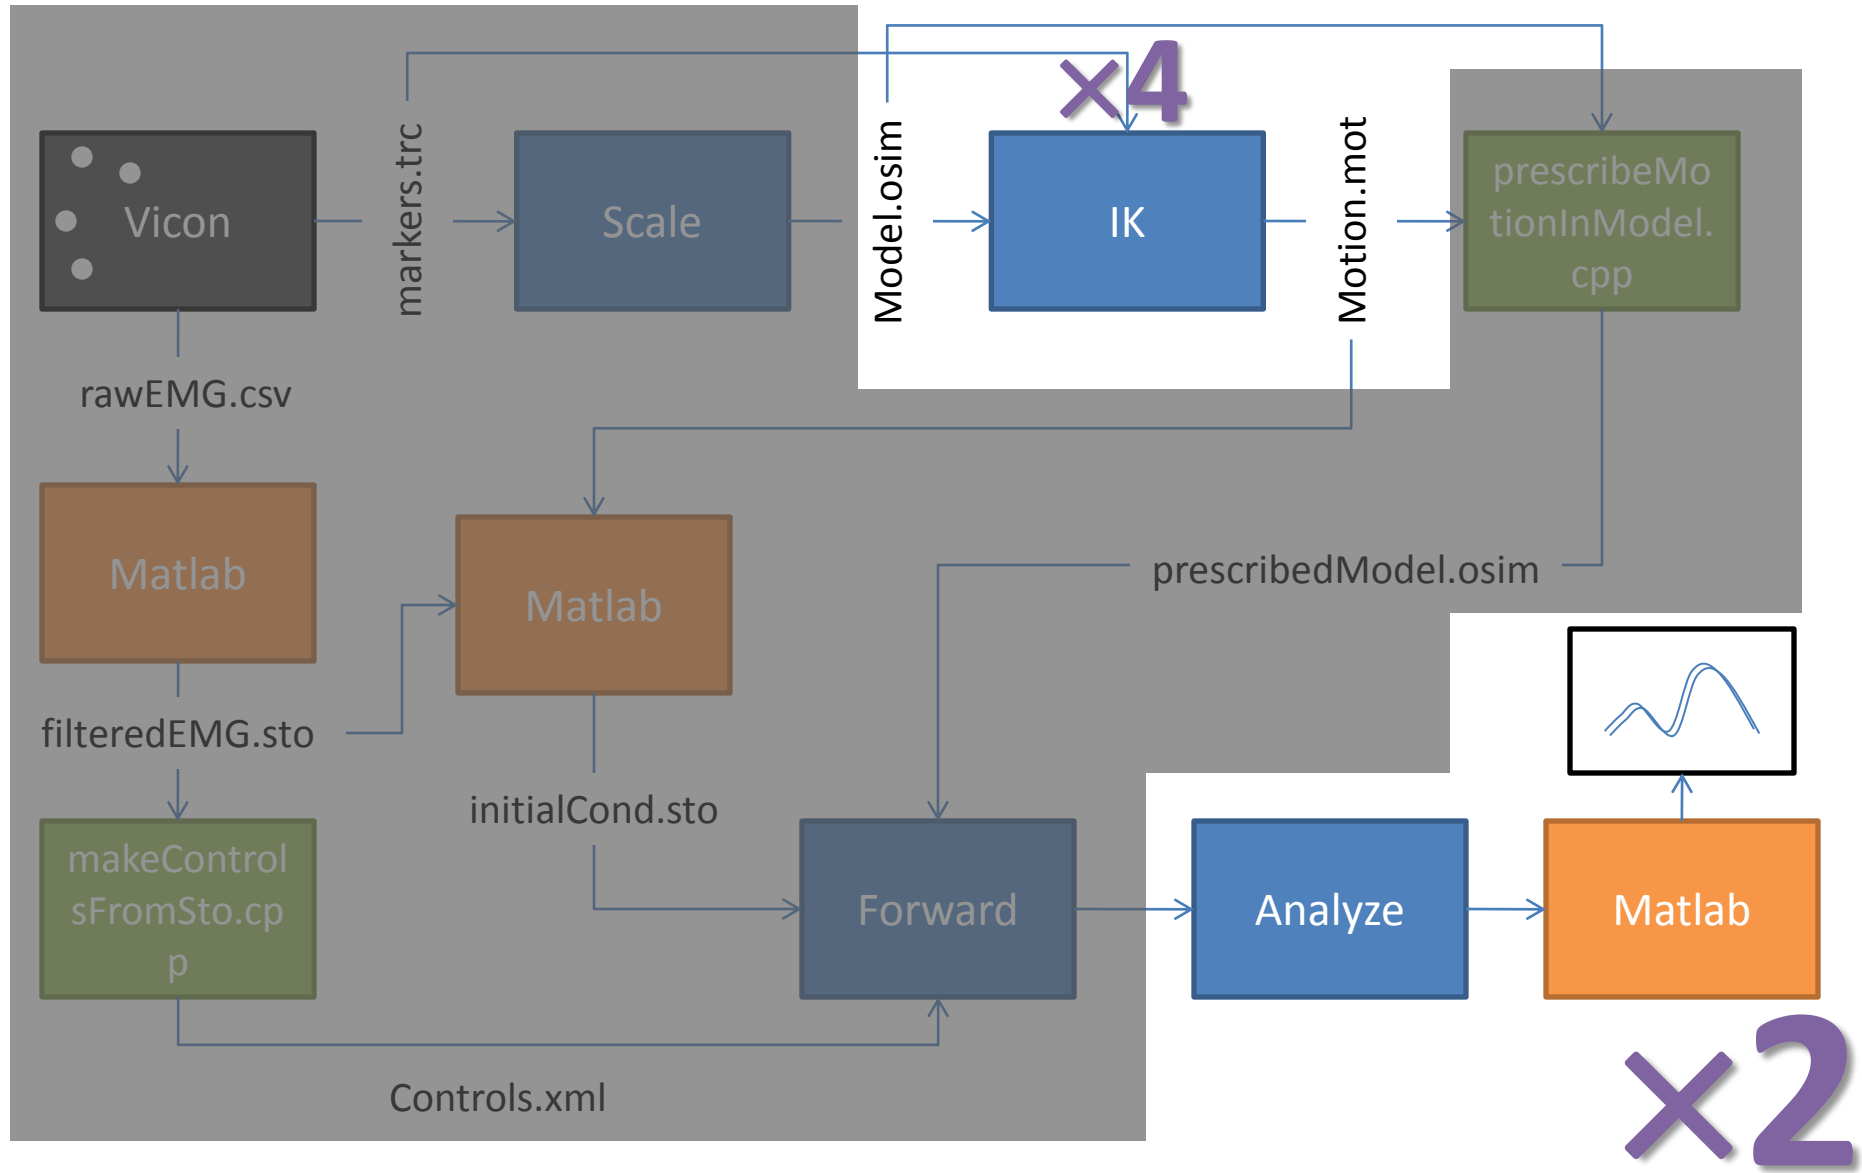 ×4
Vicon
markers.trc
Scale
Model.osim
IK
Motion.mot
prescribeMo
tionInModel.
cpp
rawEMG.csv
Matlab
Matlab
prescribedModel.osim
filteredEMG.sto
initialCond.sto
makeControl
sFromSto.cp
p
Forward
Analyze
Matlab
Controls.xml
×2